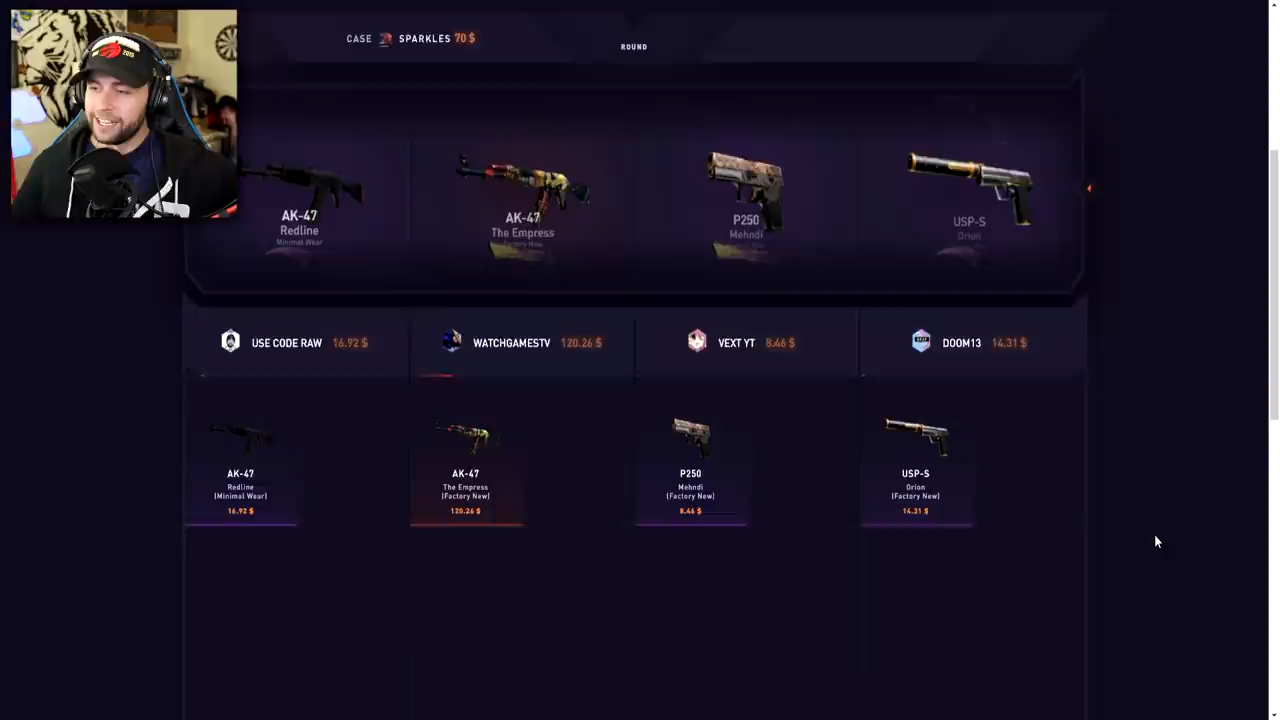 CASE SPARKLES 70 $
ROUND
2019
AK-47
Redline
Minimal Wear
AK-47
The Empress
Factory New
P250
Mehndi
USP-S
Orion
USE CODE RAW 16.92 $
WATCHGAMESTV 120.26 $
VEXT YT 8.46 $
DOOM13 14.31 $
AK-47
Redline
(Minimal Wear)
16.92 $
AK-47
The Empress
(Factory New)
120.26 $
P250
Mehndi
(Factory New)
8.46 $
USP-S
Orion
(Factory New)
14.31 $